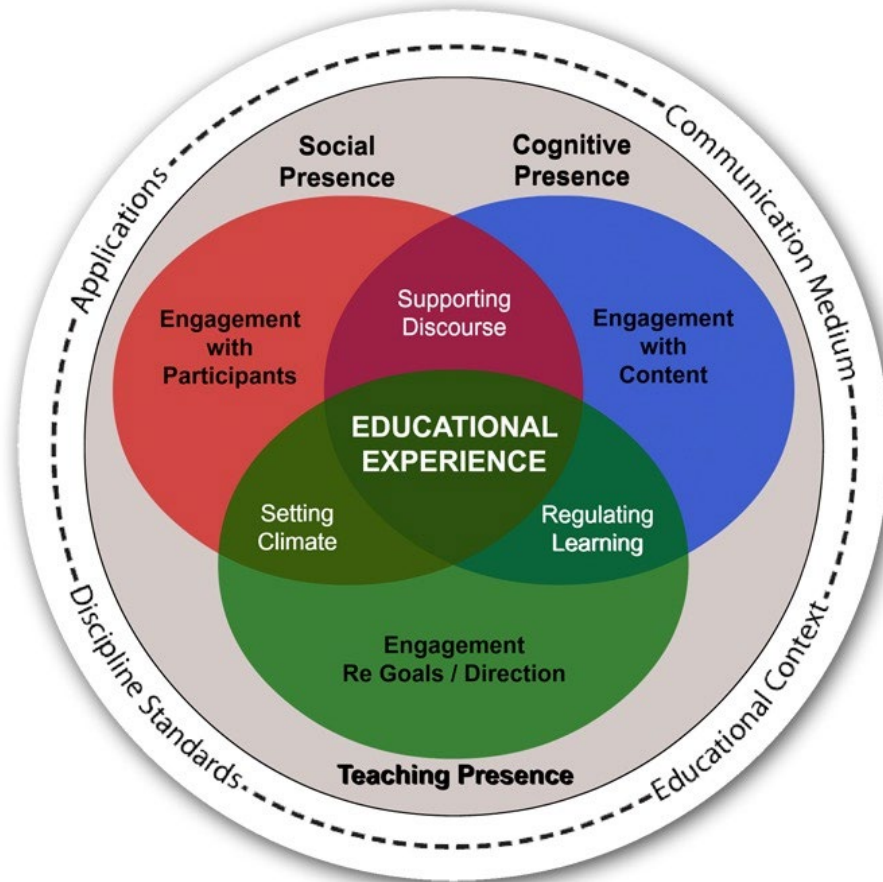 Applications
Communication Medium
Social
Presence
Cognitive
Presence
Engagement
with
Participants
Supporting
Discourse
Engagement
with
Content
EDUCATIONAL
EXPERIENCE
Setting
Climate
Regulating
Learning
Engagement
Re Goals / Direction
Teaching Presence
Discipline Standards
Educational Context